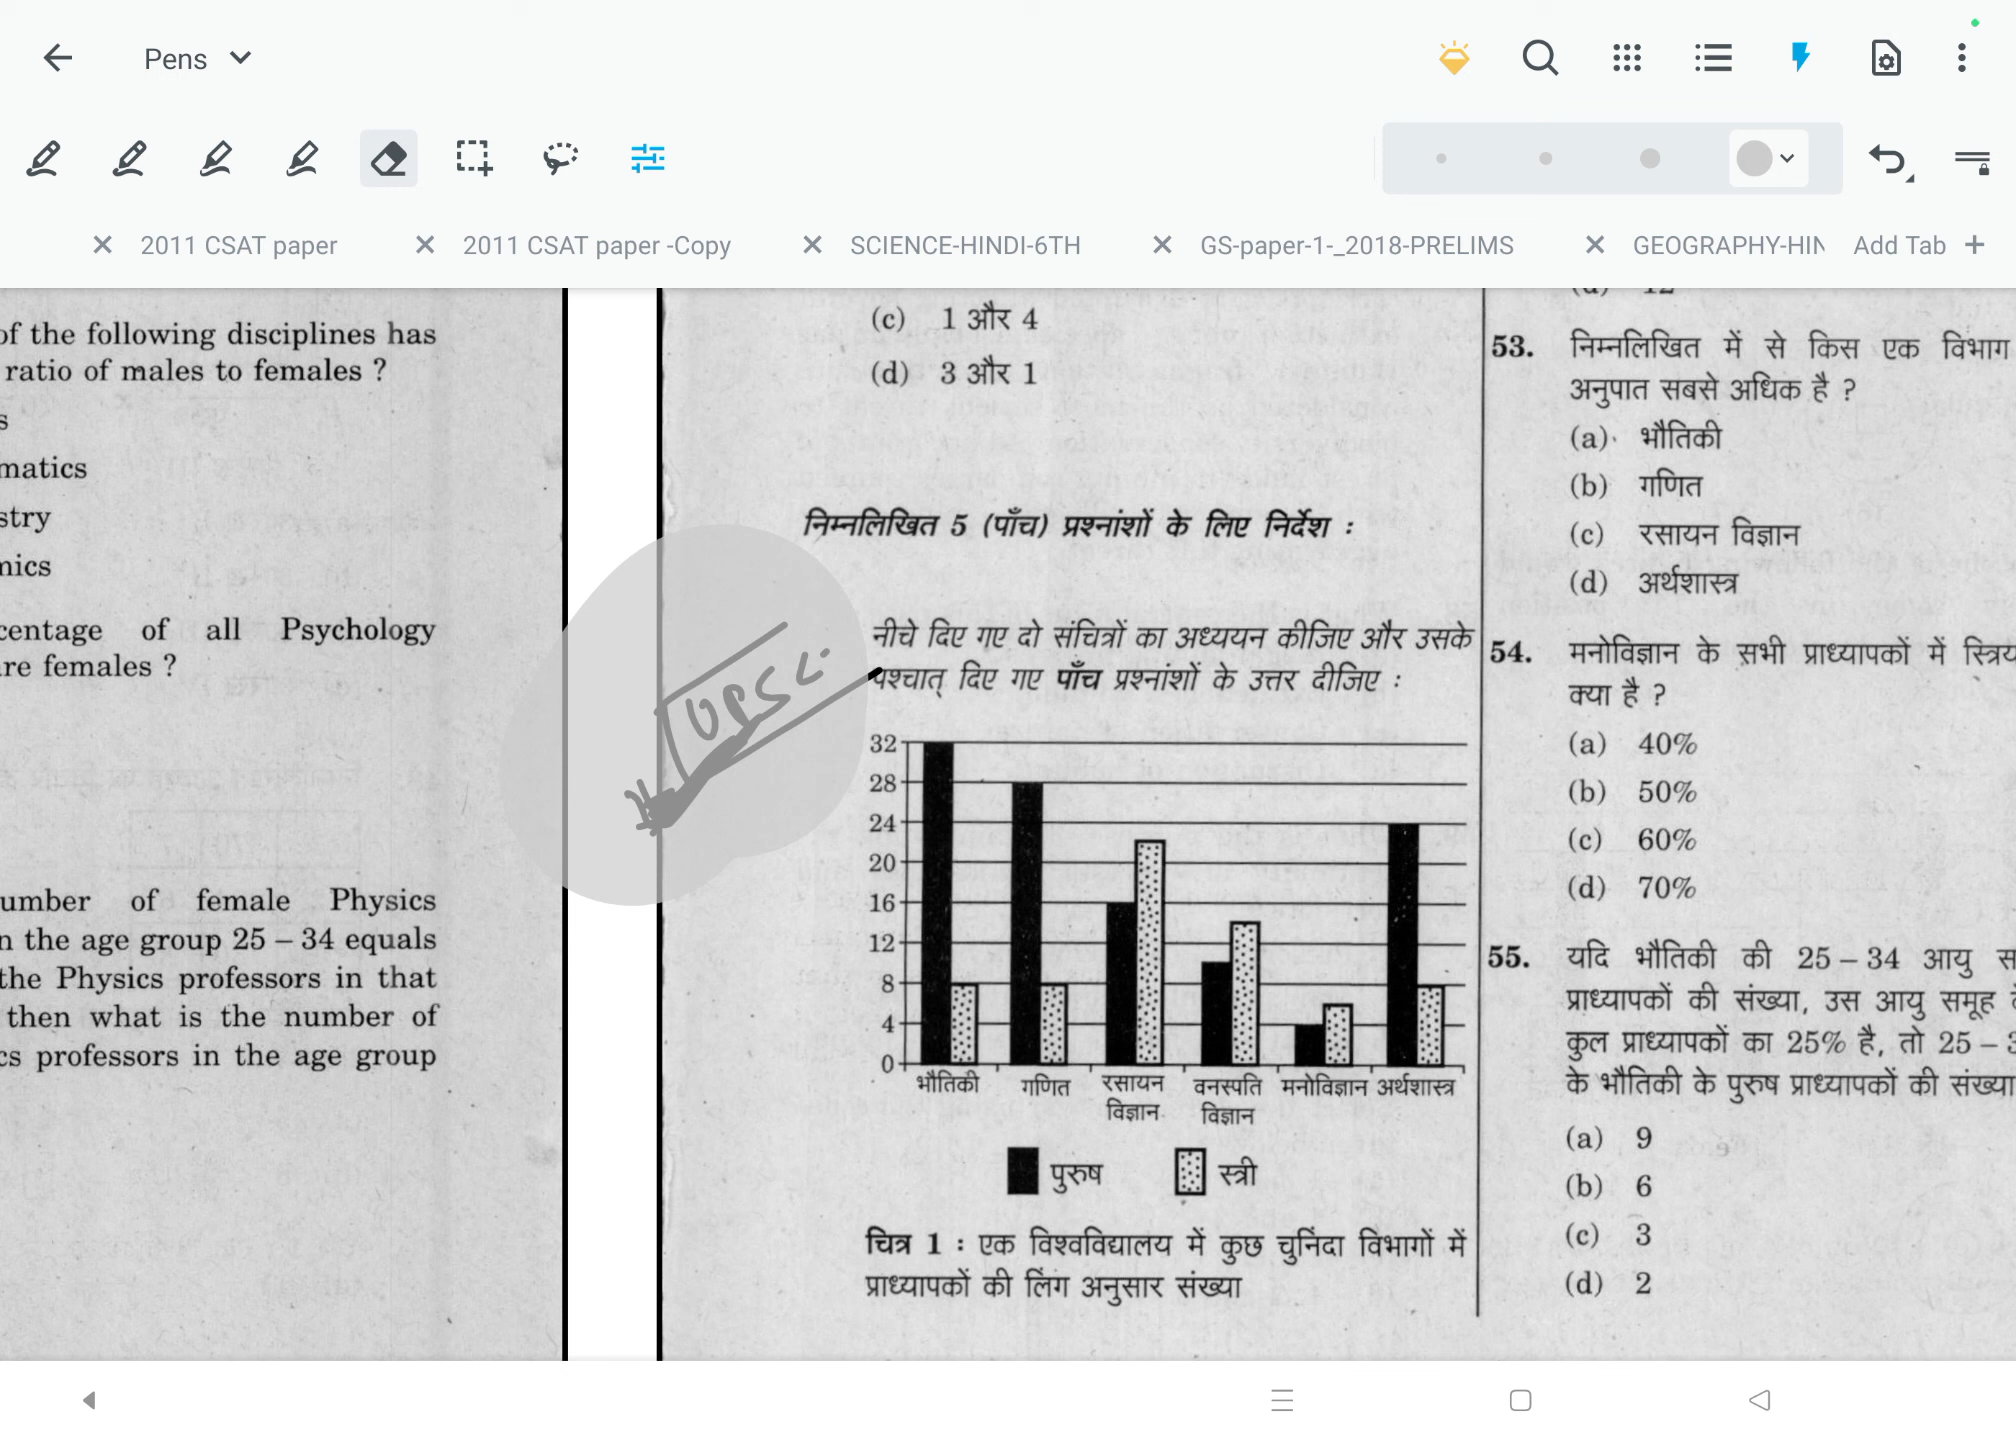 Pens
2011 CSAT paper
2011 CSAT paper -Copy
SCIENCE-HINDI-6TH
GS-paper-1-_2018-PRELIMS
GEOGRAPHY-HIN
Add Tab +
of the following disciplines has
ratio of males to females ?
s
matics
stry
mics
centage of all Psychology
are females ?
umber of female Physics
n the age group 25 – 34 equals
the Physics professors in that
then what is the number of
cs professors in the age group
(c) 1 और 4
(d) 3 और 1
निम्नलिखित 5 (पाँच) प्रश्नांशों के लिए निर्देश :
नीचे दिए गए दो संचित्रों का अध्ययन कीजिए और उसके
पश्चात् दिए गए पाँच प्रश्नांशों के उत्तर दीजिए :
UPSC
32
28
24
20
16
12
8
4
0
भौतिकी गणित रसायन विज्ञान वनस्पति विज्ञान मनोविज्ञान अर्थशास्त्र
पुरुष स्त्री
चित्र 1 : एक विश्वविद्यालय में कुछ चुनिंदा विभागों में
प्राध्यापकों की लिंग अनुसार संख्या
53. निम्नलिखित में से किस एक विभाग
अनुपात सबसे अधिक है ?
(a) भौतिकी
(b) गणित
(c) रसायन विज्ञान
(d) अर्थशास्त्र
54. मनोविज्ञान के सभी प्राध्यापकों में स्त्रिय
क्या है ?
(a) 40%
(b) 50%
(c) 60%
(d) 70%
55. यदि भौतिकी की 25 – 34 आयु स
प्राध्यापकों की संख्या, उस आयु समूह के
कुल प्राध्यापकों का 25% है, तो 25 – 3
के भौतिकी के पुरुष प्राध्यापकों की संख्या
(a) 9
(b) 6
(c) 3
(d) 2